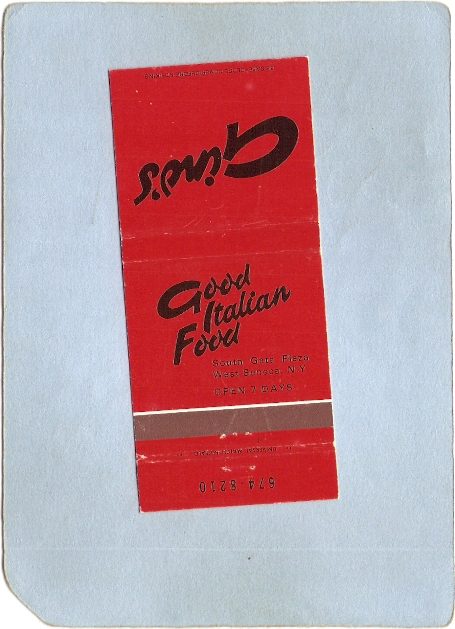 Gino's
Good
Italian
Food
South Gate Plaza
West Seneca, N.Y.
OPEN 7 DAYS
674-8210